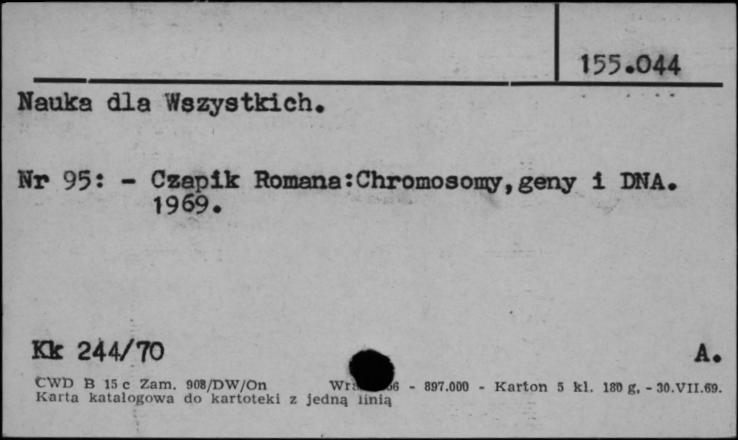 155.044
Nauka dla Wszystkich.
Nr 95: - Czapik Romana:Chromosomy,geny i DNA.
1969.
Kk 244/70 A.
CWD B 15 c Zam. 908/DW/On - 897.000 - Karton 5 kl. 180 g, - 30.VII.69.
Karta katalogowa do kartoteki z jedną linią